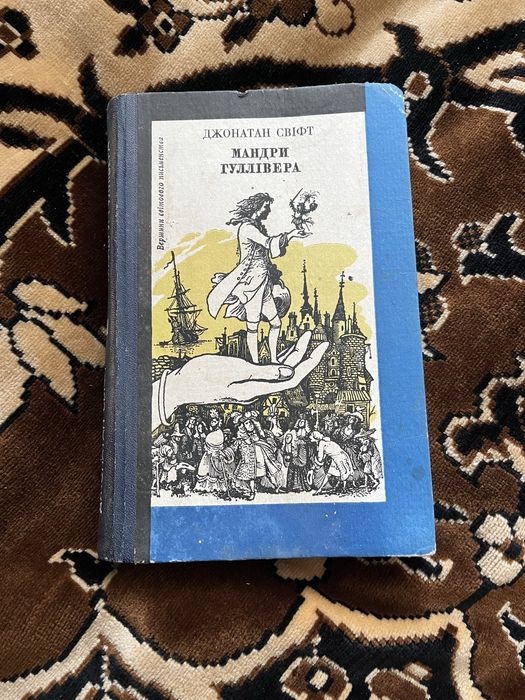 ДЖОНАТАН СВІФТ
МАНДРИ
ГУЛЛІВЕРА
Вершини світового письменства